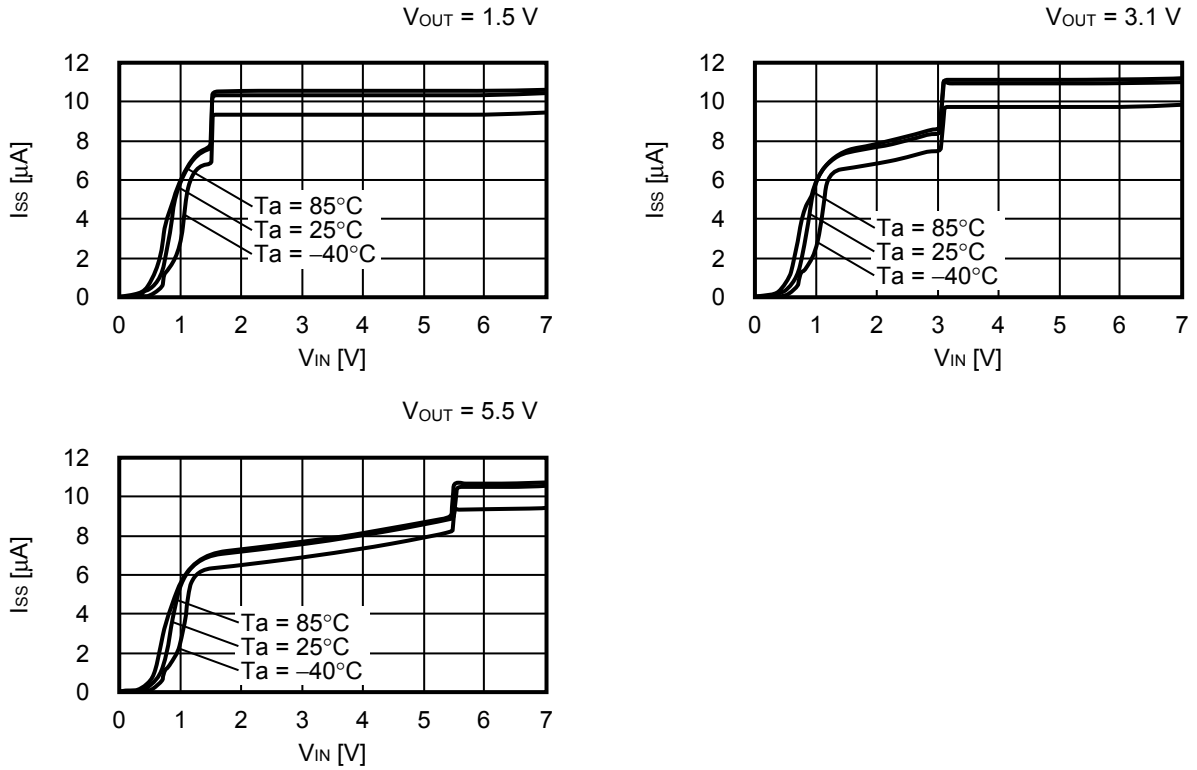 VOUT = 1.5 V
12
10
8
6
4
2
0
ISS [µA]
Ta = 85°C
Ta = 25°C
Ta = −40°C
0 1 2 3 4 5 6 7
VIN [V]
VOUT = 3.1 V
12
10
8
6
4
2
0
ISS [µA]
Ta = 85°C
Ta = 25°C
Ta = −40°C
0 1 2 3 4 5 6 7
VIN [V]
VOUT = 5.5 V
12
10
8
6
4
2
0
ISS [µA]
Ta = 85°C
Ta = 25°C
Ta = −40°C
0 1 2 3 4 5 6 7
VIN [V]